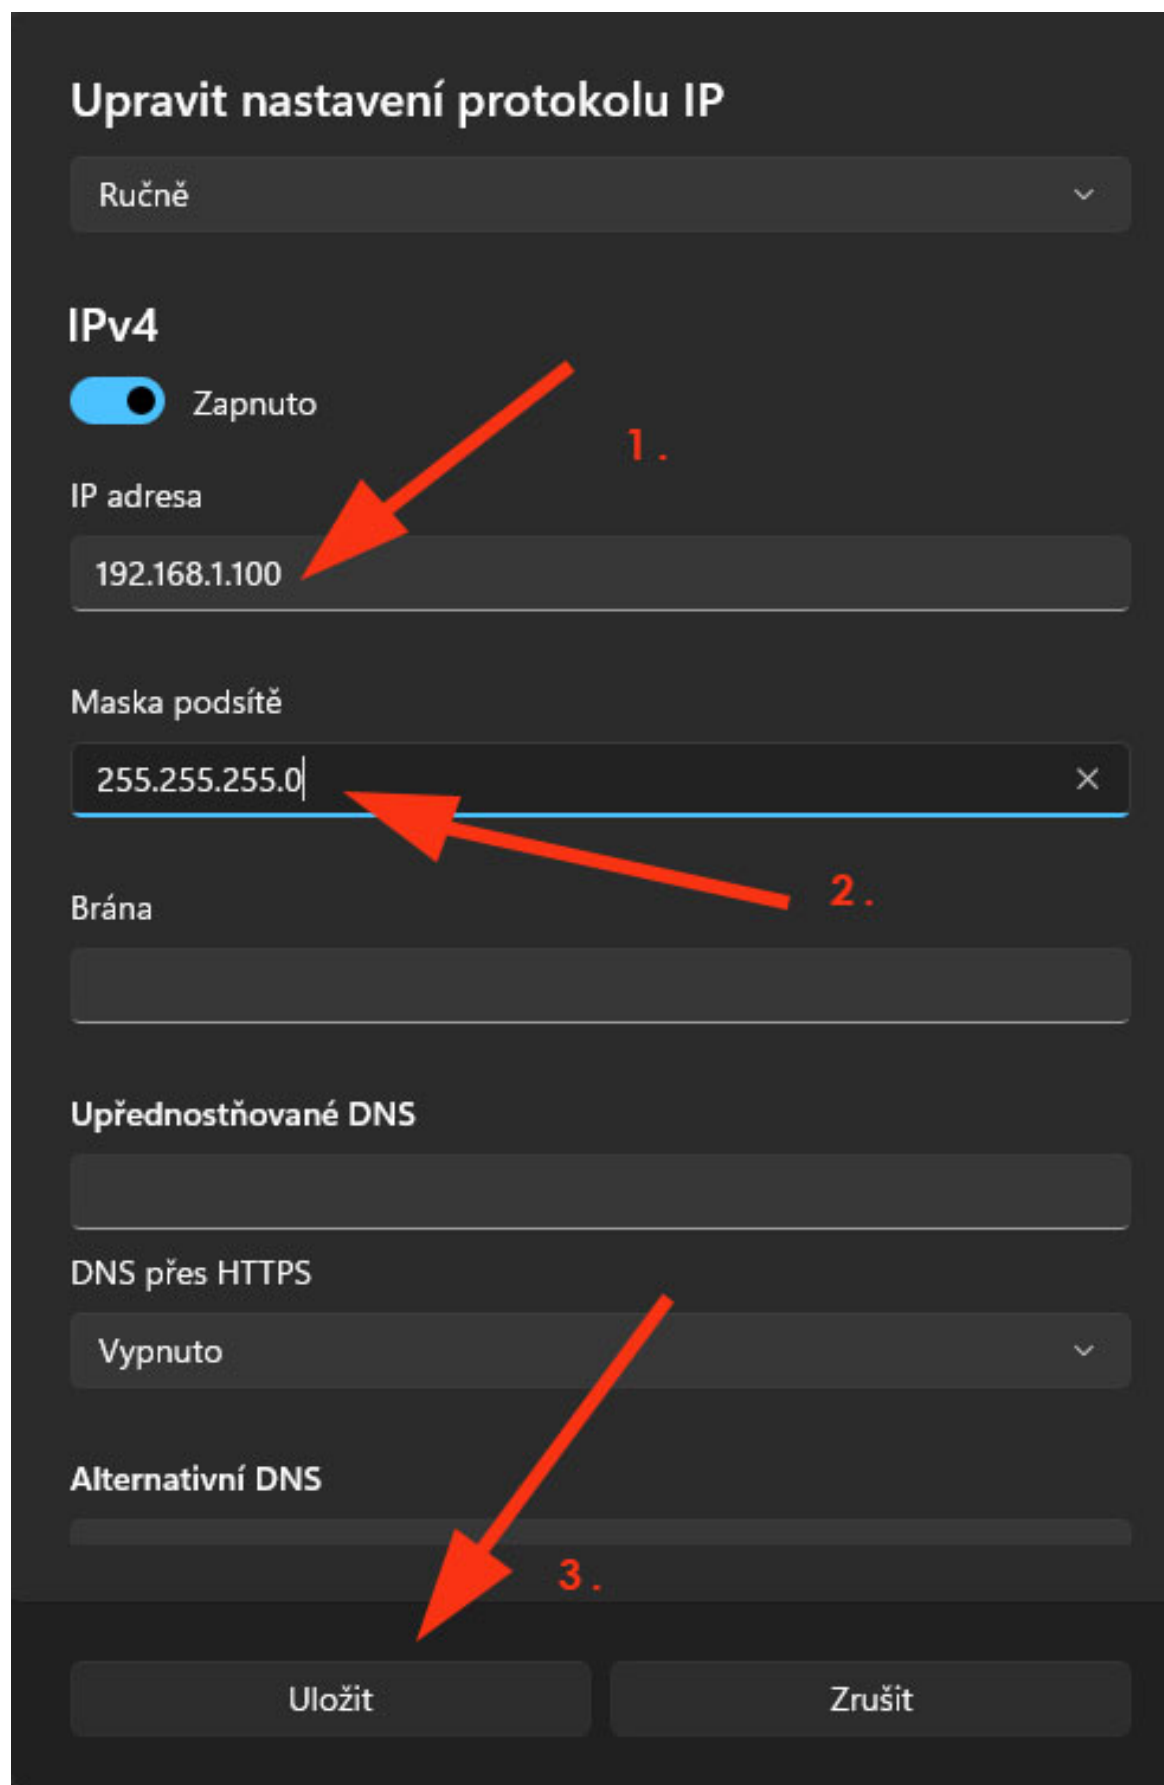 Upravit nastavení protokolu IP
Ručně
IPv4
Zapnuto
1.
IP adresa
192.168.1.100
Maska podsítě
255.255.255.0
2.
Brána
Upřednostňované DNS
DNS přes HTTPS
Vypnuto
Alternativní DNS
3.
Uložit Zrušit